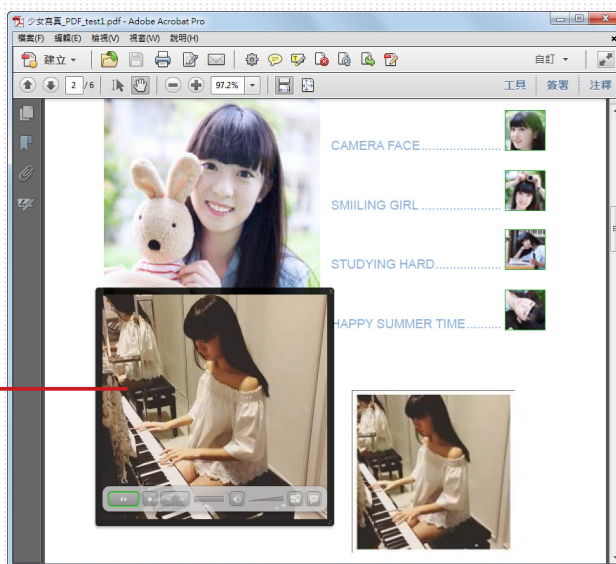 少女寫真_PDF_test1.pdf - Adobe Acrobat Pro
檔案(F) 編輯(E) 檢視(V) 視窗(W) 說明(H)
建立 自訂
2 / 6 97.2% 工具 簽署 注釋
CAMERA FACE......................
SMIILING GIRL ......................
STUDYING HARD..................
HAPPY SUMMER TIME..........